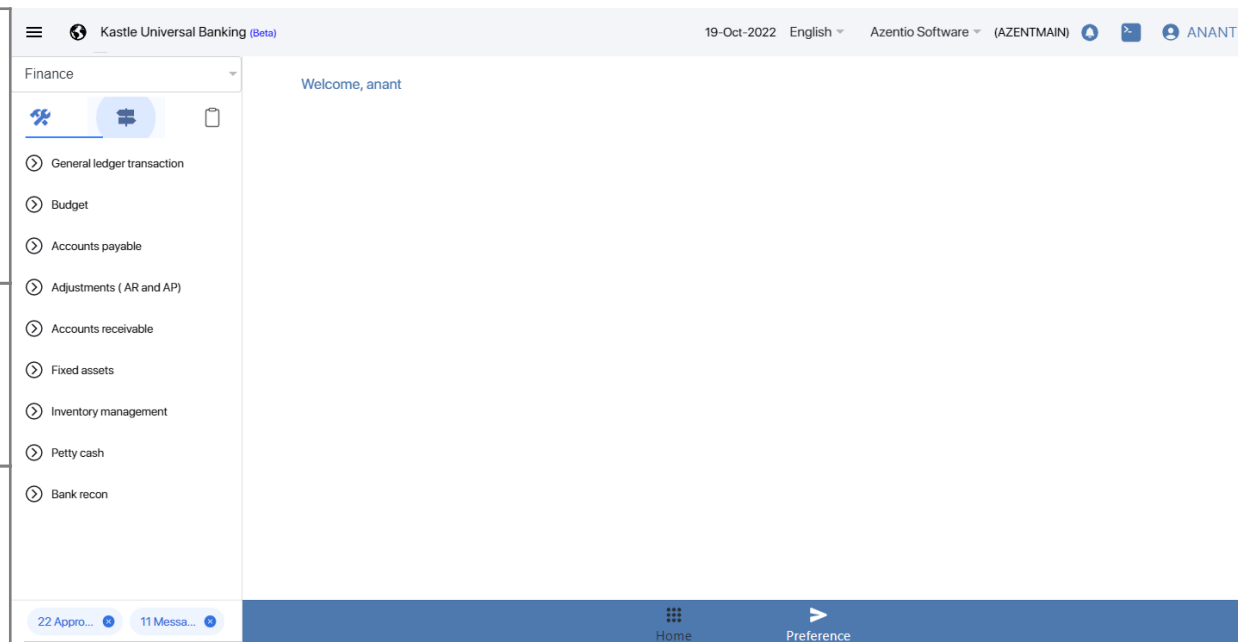 Kastle Universal Banking (Beta)
19-Oct-2022 English Azentio Software (AZENTMAIN) ANANT
Finance
Welcome, anant
General ledger transaction
Budget
Accounts payable
Adjustments ( AR and AP)
Accounts receivable
Fixed assets
Inventory management
Petty cash
Bank recon
22 Appro... 11 Messa...
Home Preference